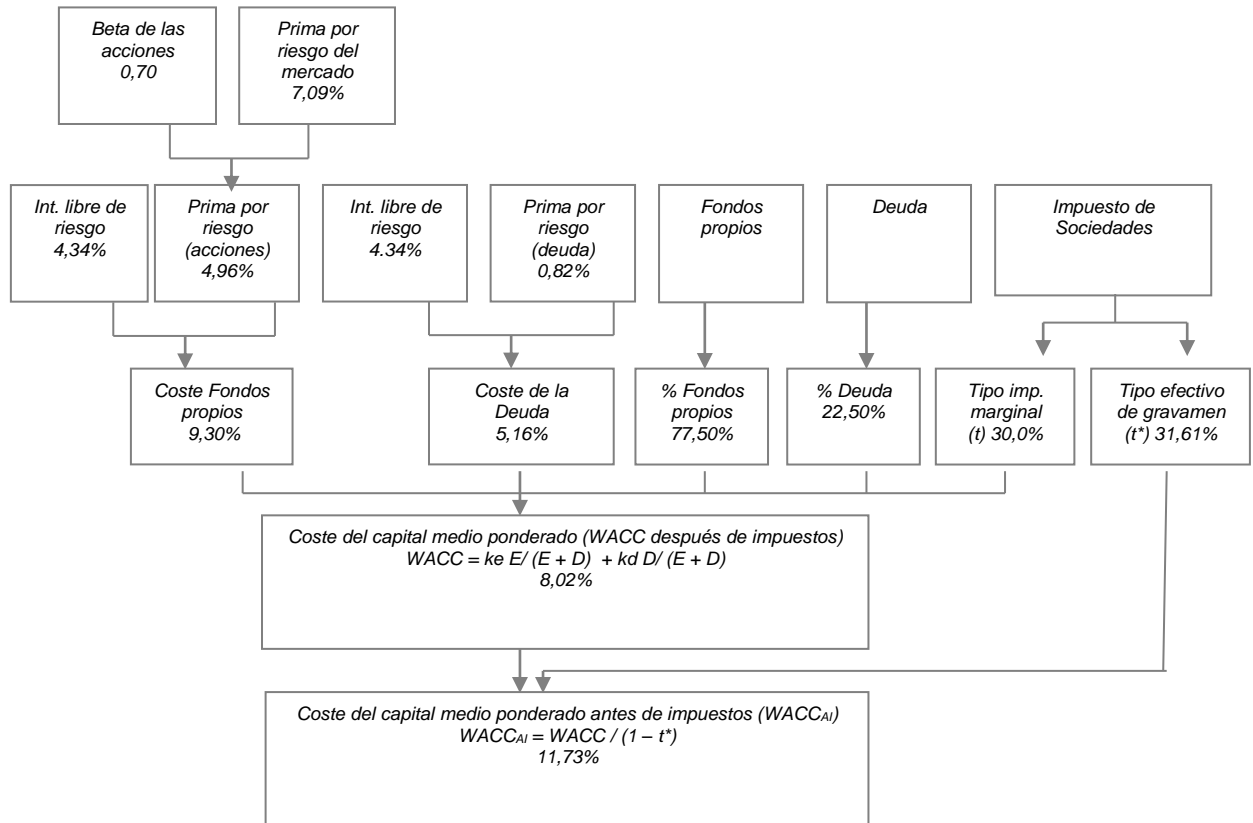 Beta de las
acciones
0,70
Prima por
riesgo del
mercado
7,09%
Int. libre de
riesgo
4,34%
Prima por
riesgo
(acciones)
4,96%
Int. libre de
riesgo
4.34%
Prima por
riesgo
(deuda)
0,82%
Fondos
propios
Deuda
Impuesto de
Sociedades
Coste Fondos
propios
9,30%
Coste de la
Deuda
5,16%
% Fondos
propios
77,50%
% Deuda
22,50%
Tipo imp.
marginal
(t) 30,0%
Tipo efectivo
de gravamen
(t*) 31,61%
Coste del capital medio ponderado (WACC después de impuestos)
WACC = ke E/ (E + D) + kd D/ (E + D)
8,02%
Coste del capital medio ponderado antes de impuestos (WACCAI)
WACCAI = WACC / (1 – t*)
11,73%